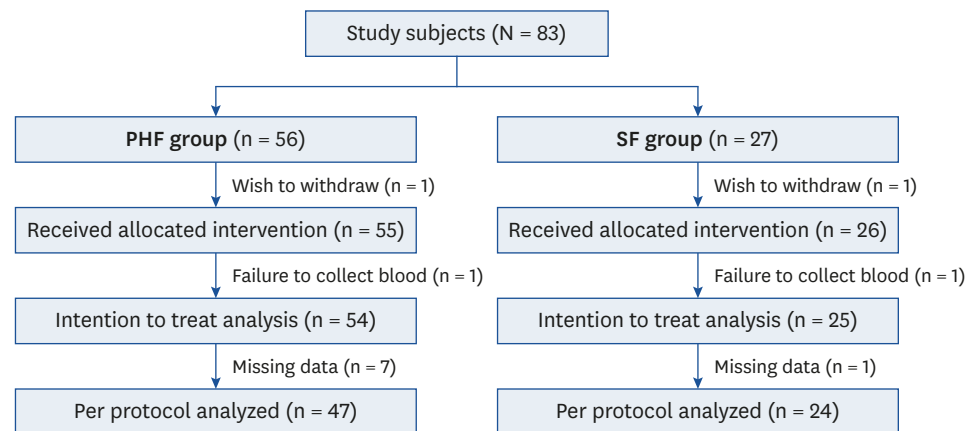 Study subjects (N = 83)
PHF group (n = 56)
SF group (n = 27)
Wish to withdraw (n = 1)
Wish to withdraw (n = 1)
Received allocated intervention (n = 55)
Received allocated intervention (n = 26)
Failure to collect blood (n = 1)
Failure to collect blood (n = 1)
Intention to treat analysis (n = 54)
Intention to treat analysis (n = 25)
Missing data (n = 7)
Missing data (n = 1)
Per protocol analyzed (n = 47)
Per protocol analyzed (n = 24)